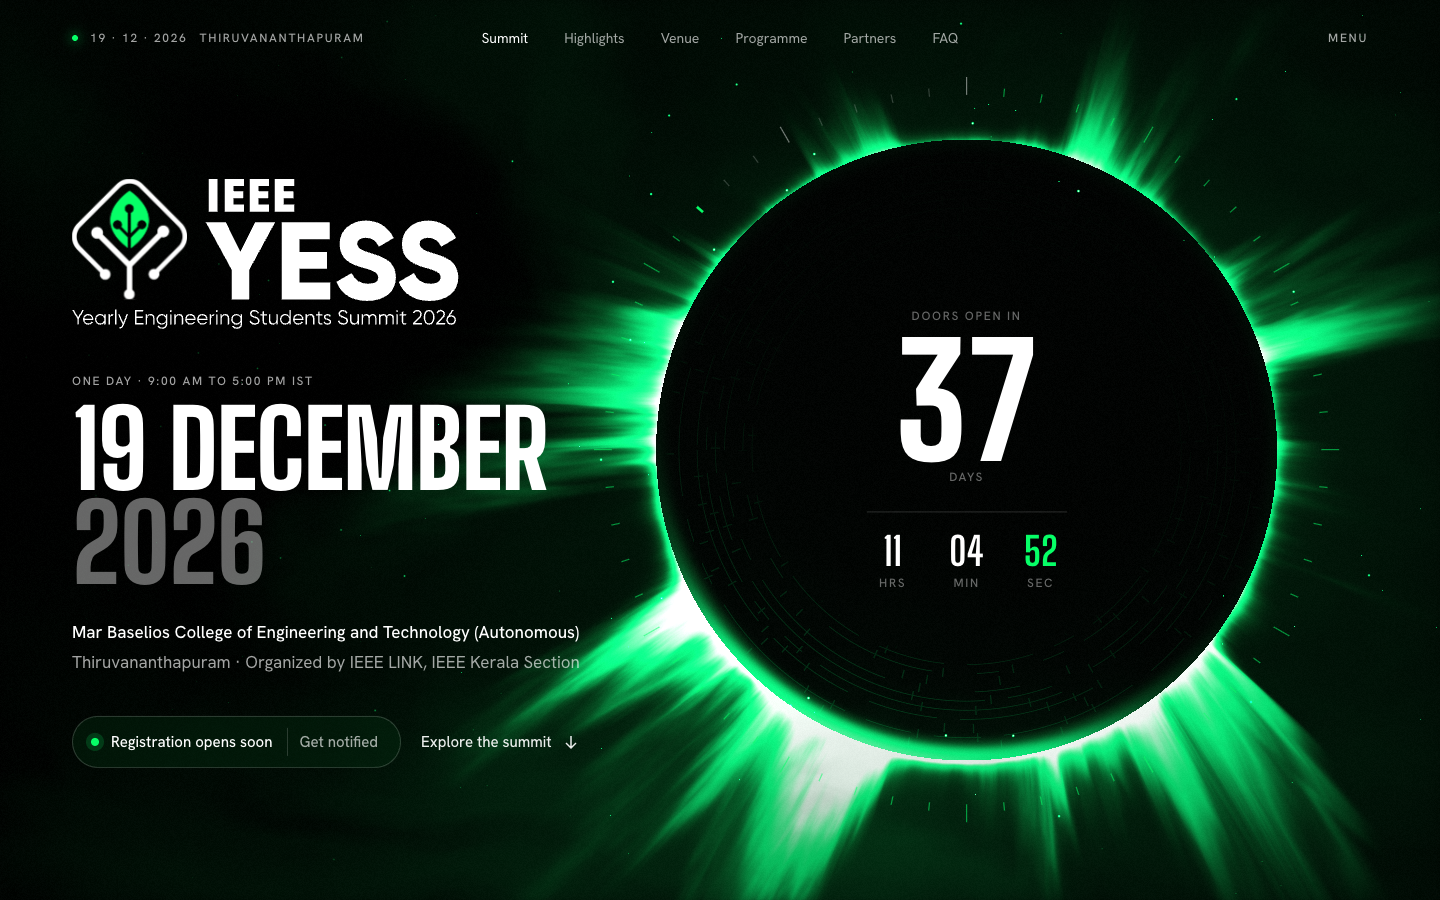 19 · 12 · 2026 THIRUVANANTHAPURAM
Summit Highlights Venue · Programme Partners FAQ
MENU
IEEE
YESS
Yearly Engineering Students Summit 2026
ONE DAY · 9:00 AM TO 5:00 PM IST
19 DECEMBER
2026
Mar Baselios College of Engineering and Technology (Autonomous)
Thiruvananthapuram · Organized by IEEE LINK, IEEE Kerala Section
Registration opens soon Get notified Explore the summit ↓
DOORS OPEN IN
37
DAYS
11 04 52
HRS MIN SEC